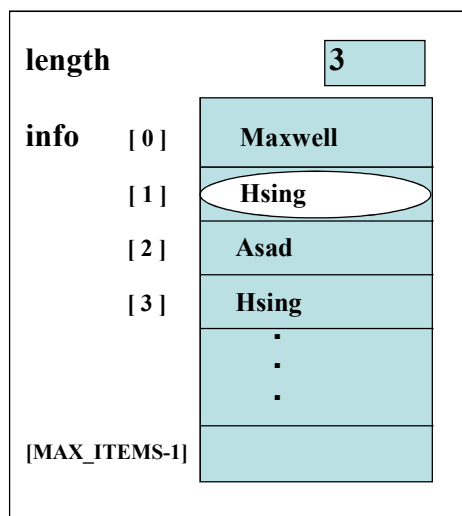 length 3
info [ 0 ] Maxwell
[ 1 ] Hsing
[ 2 ] Asad
[ 3 ] Hsing
.
.
.
[MAX_ITEMS-1]